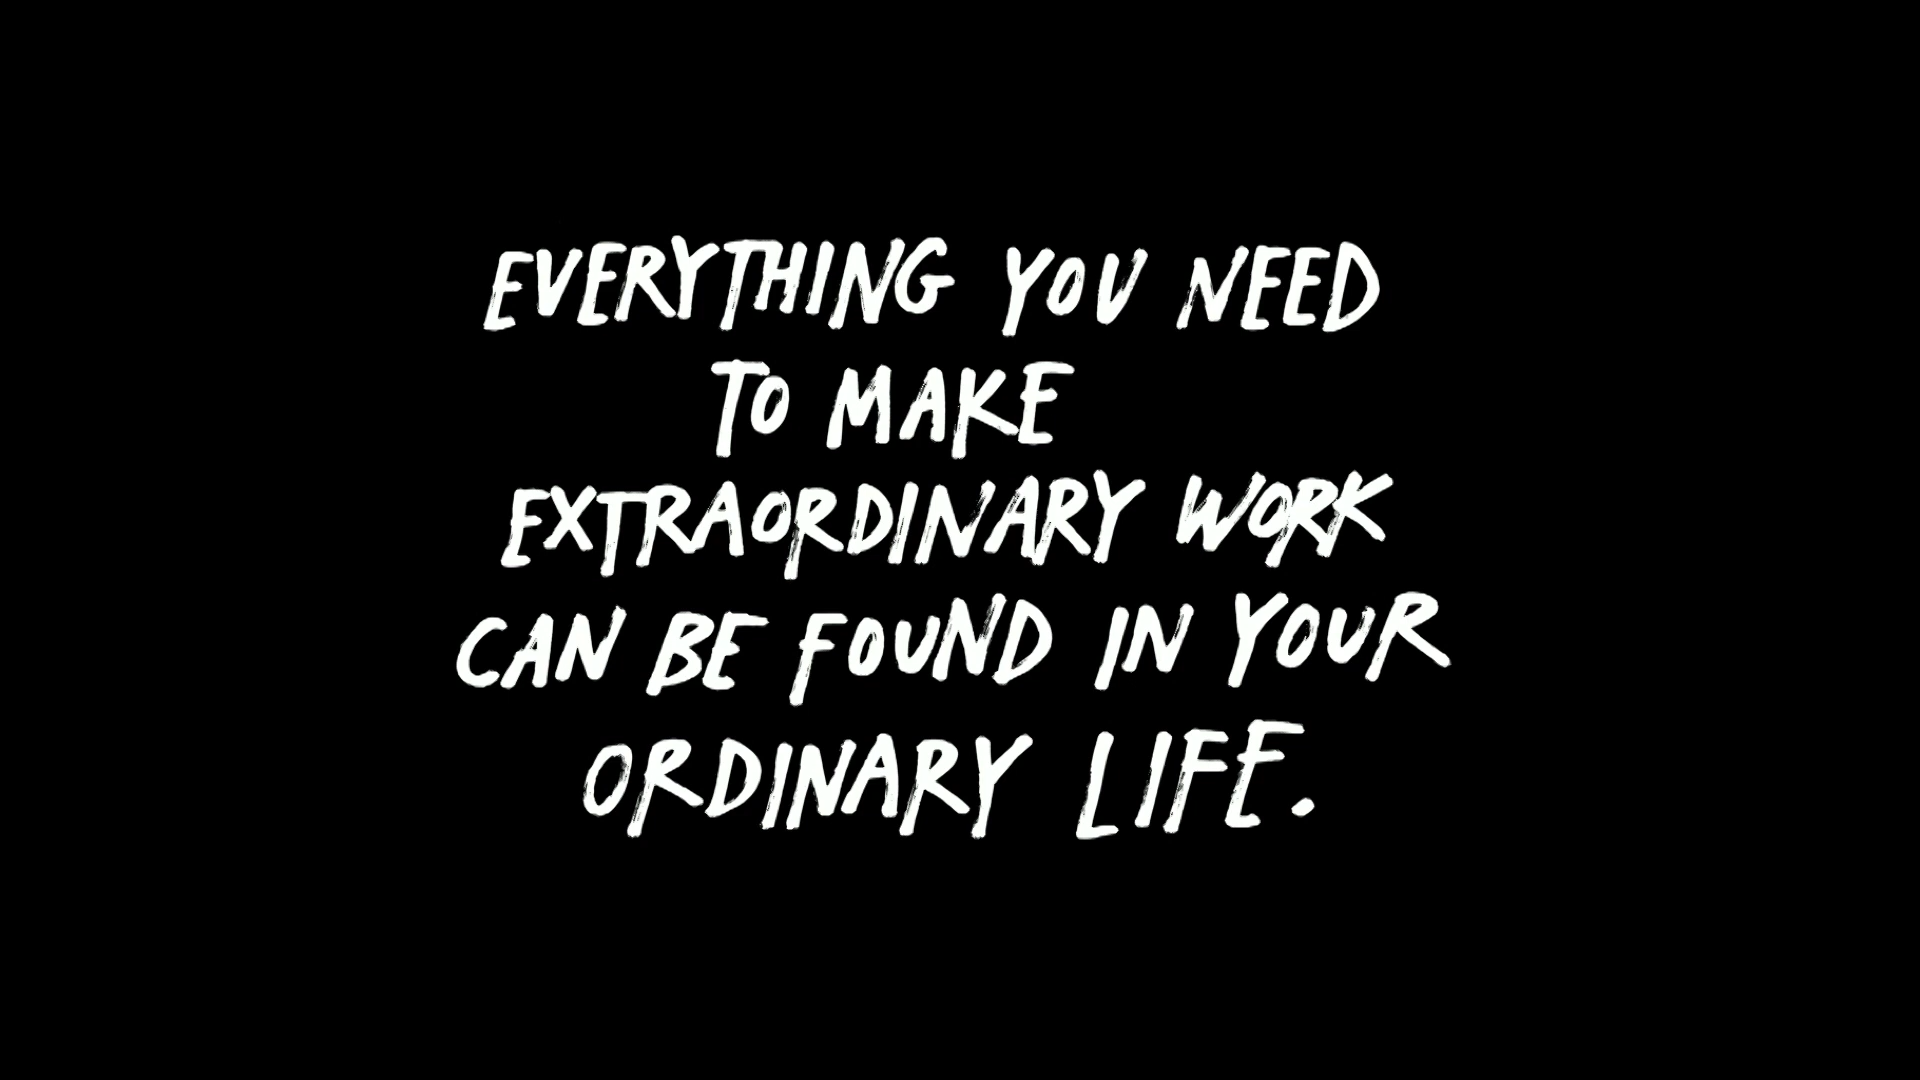 EVERYTHING YOU NEED
TO MAKE
EXTRAORDINARY WORK
CAN BE FOUND IN YOUR
ORDINARY LIFE.